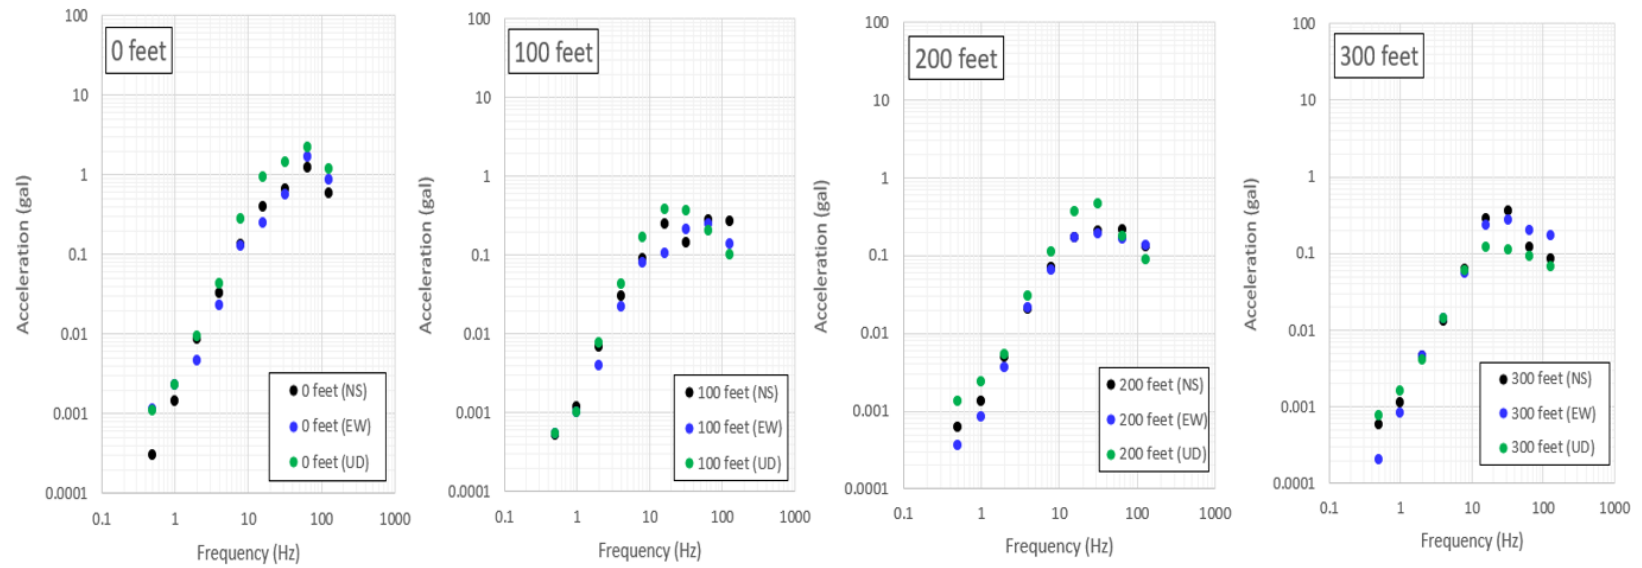 0 feet
100
10
1
0.1
0.01
0.001
0.0001
Acceleration (gal)
0 feet (NS)
0 feet (EW)
0 feet (UD)
0.1 1 10 100 1000
Frequency (Hz)
100 feet
100
10
1
0.1
0.01
0.001
0.0001
Acceleration (gal)
100 feet (NS)
100 feet (EW)
100 feet (UD)
0.1 1 10 100 1000
Frequency (Hz)
200 feet
100
10
1
0.1
0.01
0.001
0.0001
Acceleration (gal)
200 feet (NS)
200 feet (EW)
200 feet (UD)
0.1 1 10 100 1000
Frequency (Hz)
300 feet
100
10
1
0.1
0.01
0.001
0.0001
Acceleration (gal)
300 feet (NS)
300 feet (EW)
300 feet (UD)
0.1 1 10 100 1000
Frequency (Hz)